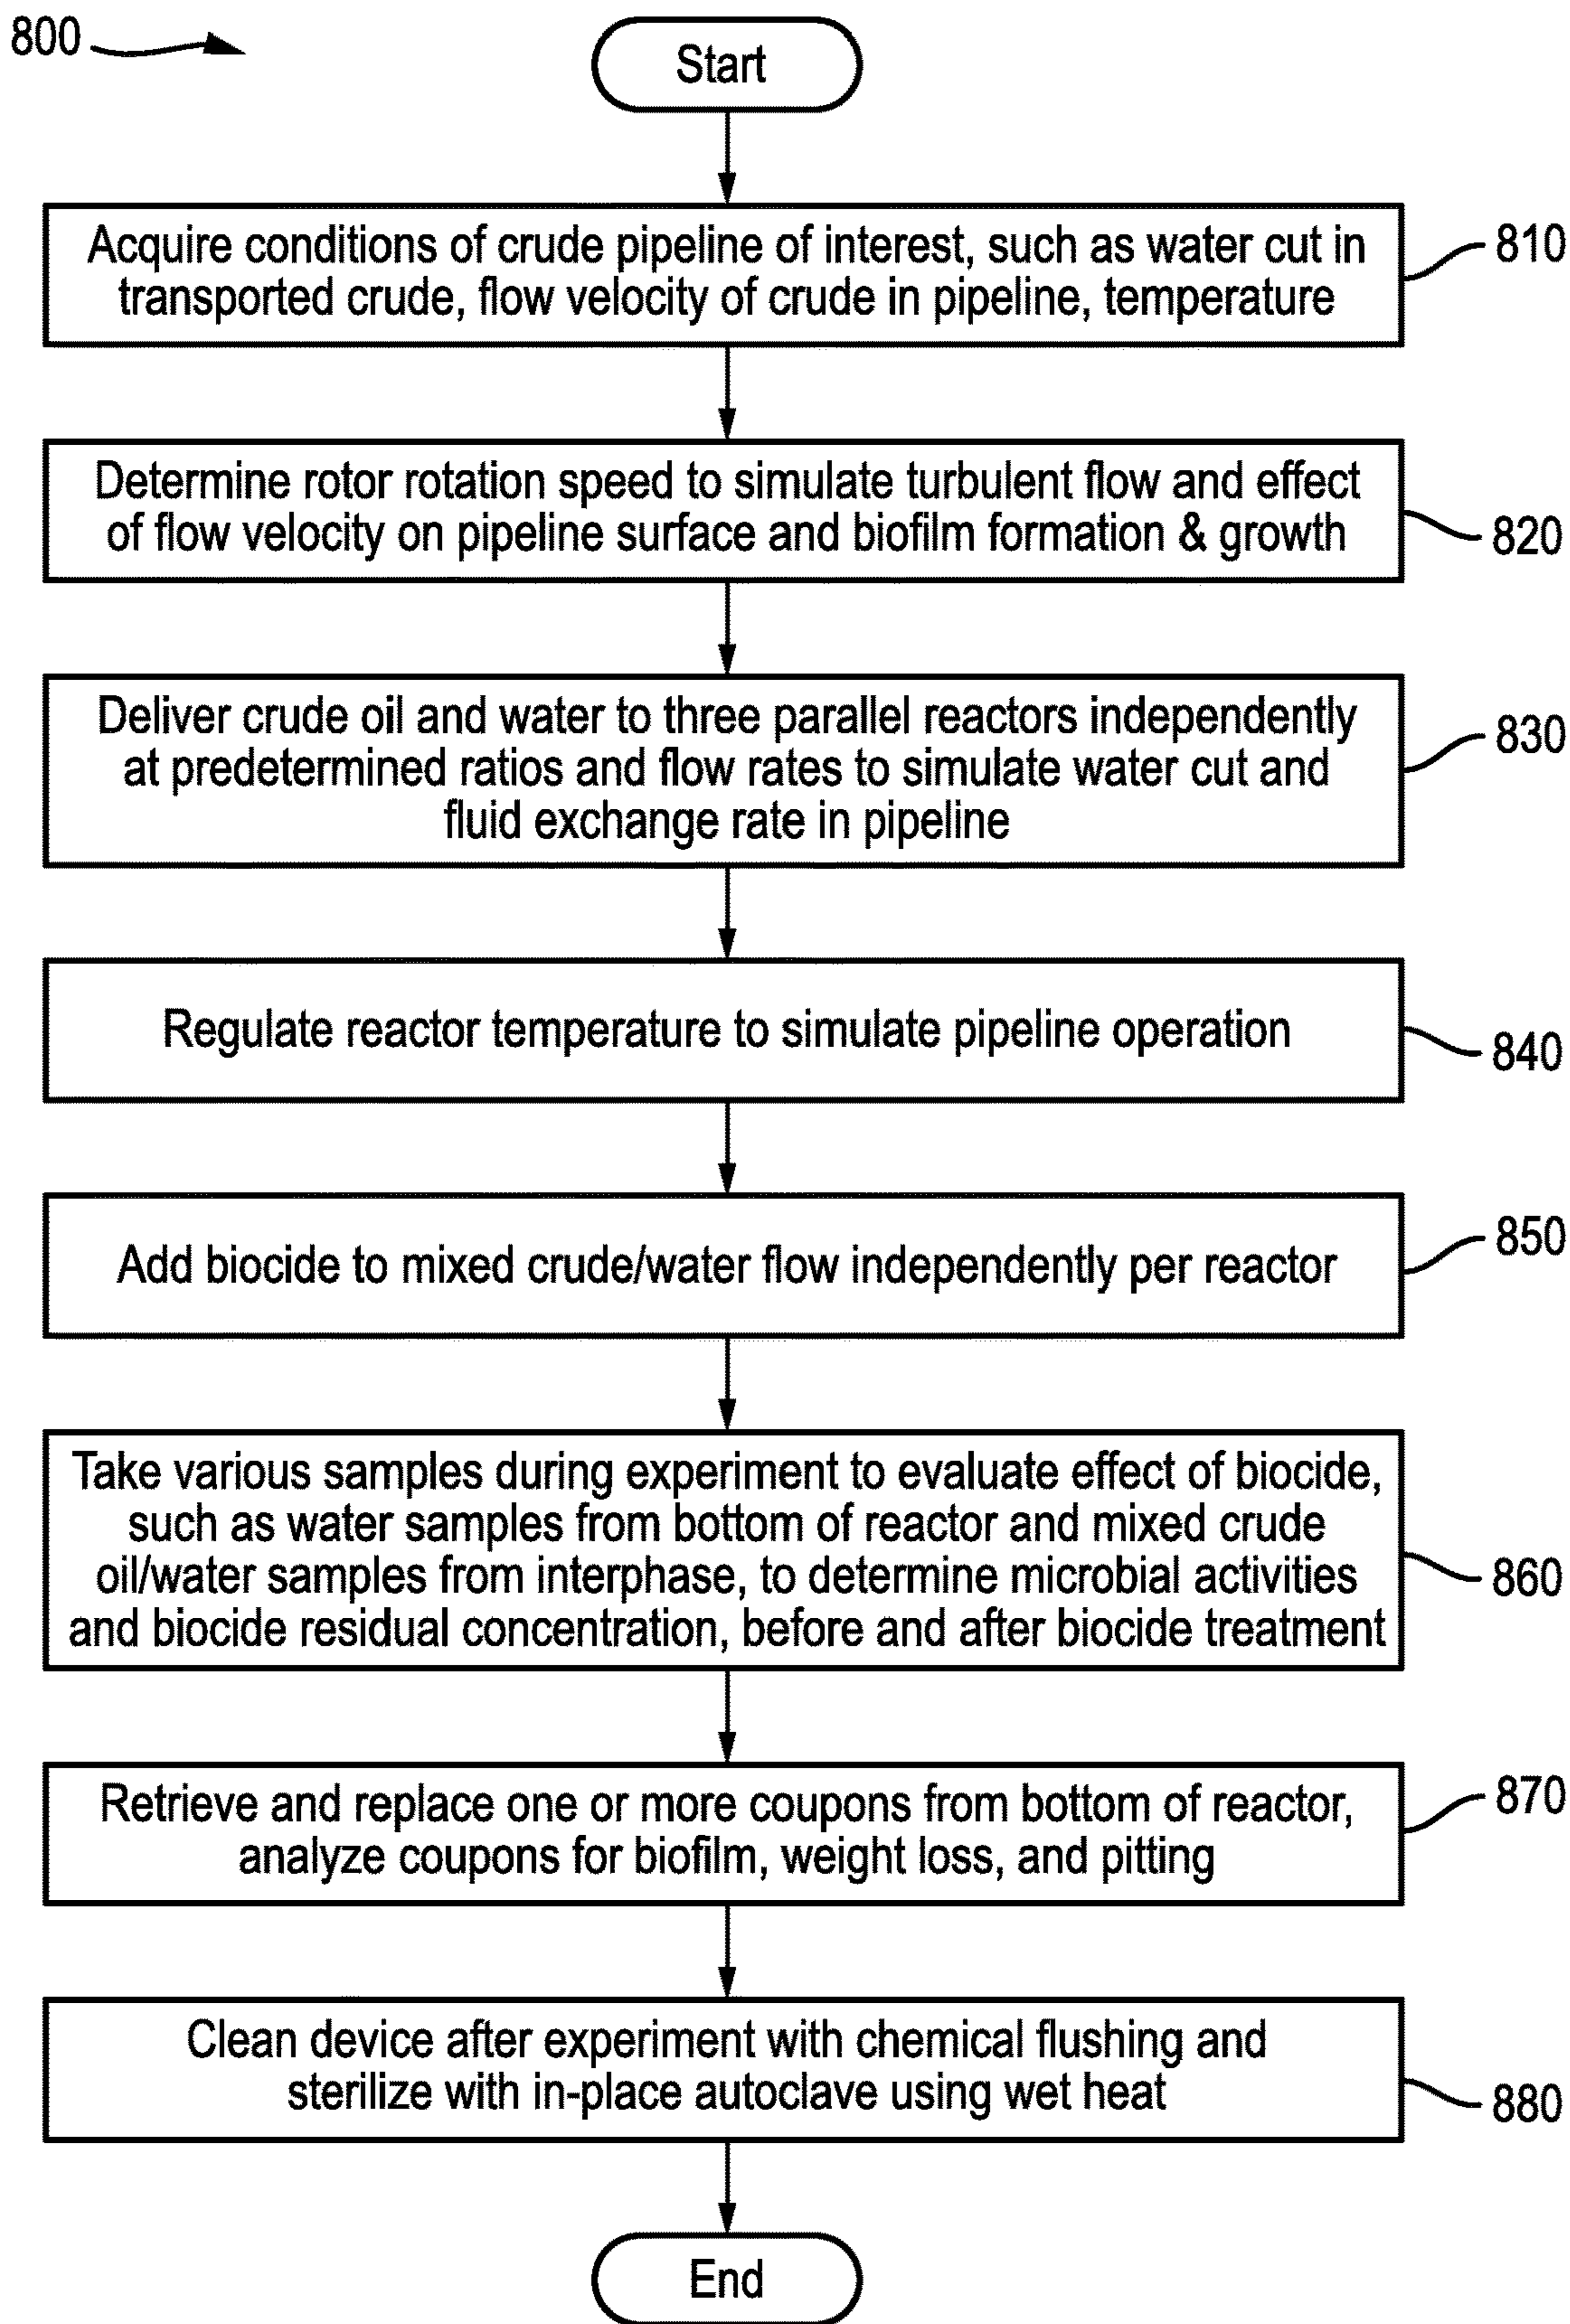 800
Start
Acquire conditions of crude pipeline of interest, such as water cut in
transported crude, flow velocity of crude in pipeline, temperature
810
Determine rotor rotation speed to simulate turbulent flow and effect
of flow velocity on pipeline surface and biofilm formation & growth
820
Deliver crude oil and water to three parallel reactors independently
at predetermined ratios and flow rates to simulate water cut and
fluid exchange rate in pipeline
830
Regulate reactor temperature to simulate pipeline operation
840
Add biocide to mixed crude/water flow independently per reactor
850
Take various samples during experiment to evaluate effect of biocide,
such as water samples from bottom of reactor and mixed crude
oil/water samples from interphase, to determine microbial activities
and biocide residual concentration, before and after biocide treatment
860
Retrieve and replace one or more coupons from bottom of reactor,
analyze coupons for biofilm, weight loss, and pitting
870
Clean device after experiment with chemical flushing and
sterilize with in-place autoclave using wet heat
880
End